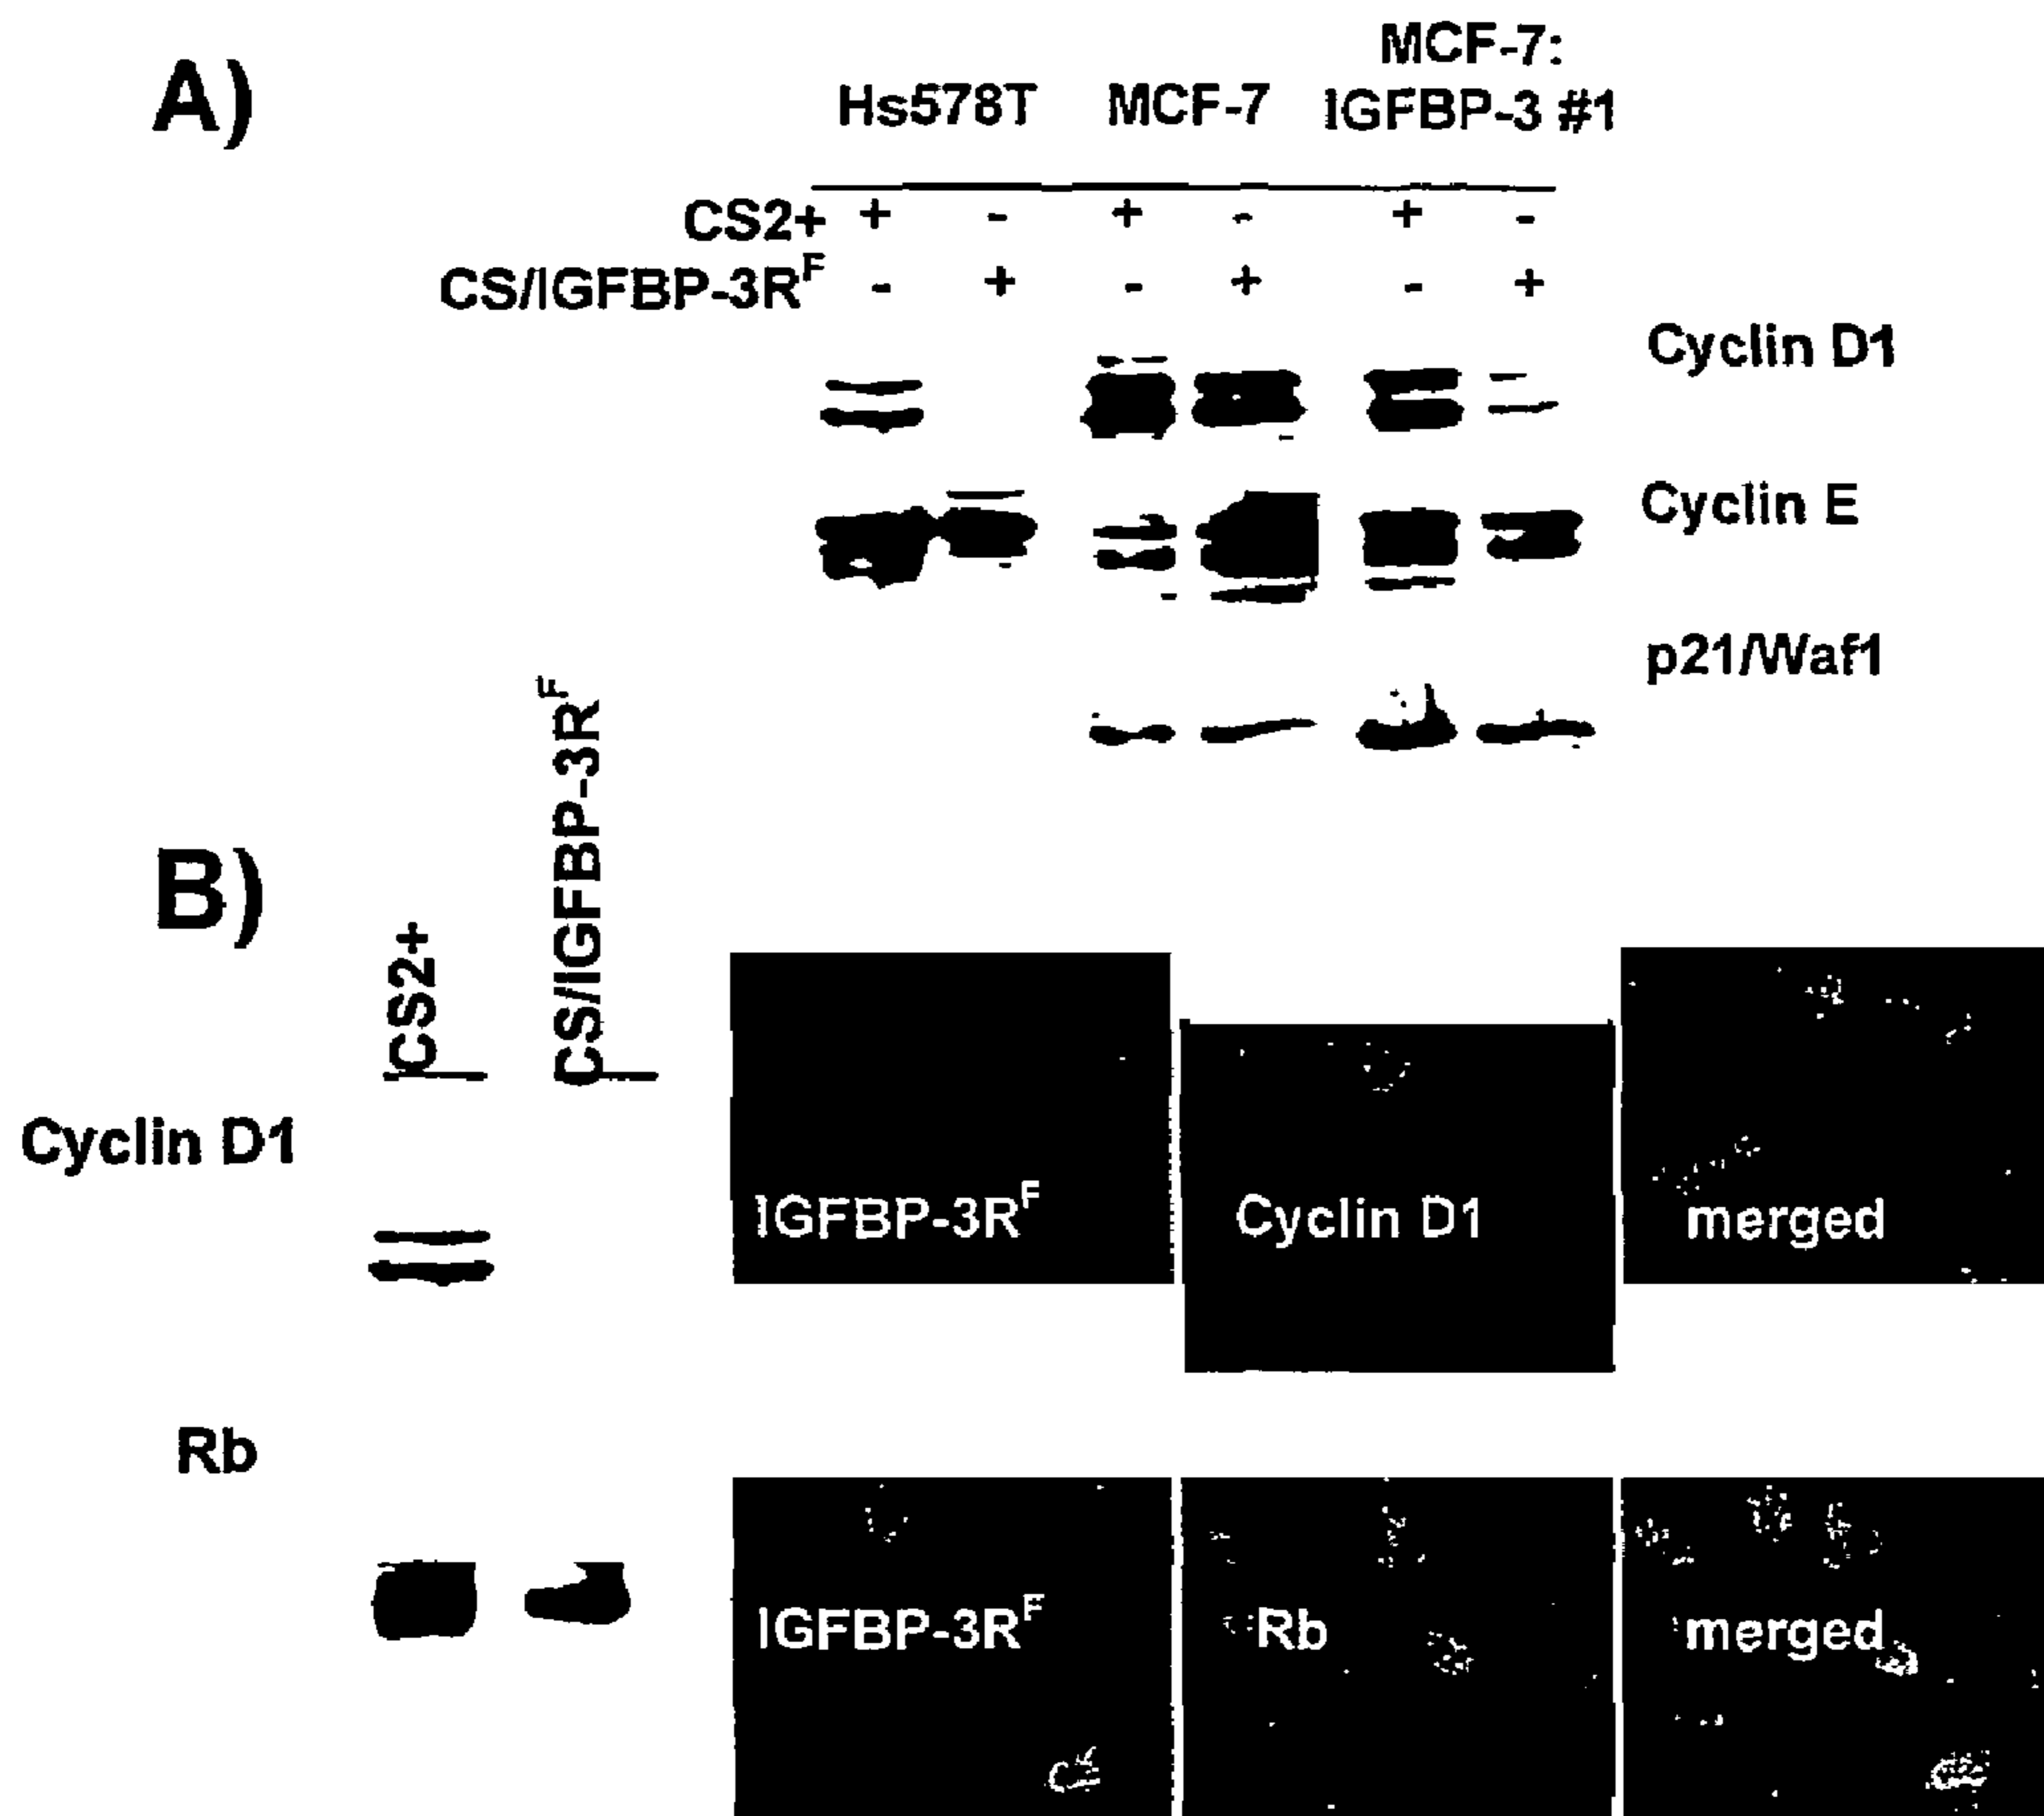 A)
MCF-7:
Hs578T MCF-7 IGFBP-3 #1
CS2+ + - + - + -
CS/IGFBP-3R^F - + - + - +
Cyclin D1
Cyclin E
p21/Waf1
B)
CS2+
CS/IGFBP-3R^F
Cyclin D1
IGFBP-3R^F
Cyclin D1
merged
Rb
IGFBP-3R^F
Rb
merged